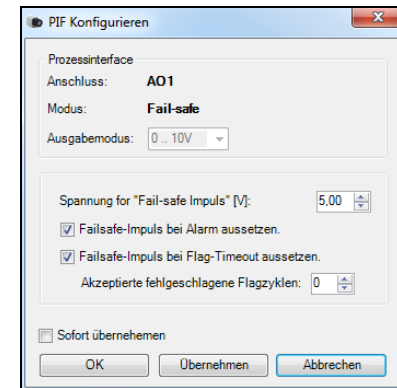 PIF Konfigurieren
Prozessinterface
Anschluss: AO1
Modus: Fail-safe
Ausgabemodus: 0 .. 10V
Spannung for "Fail-safe Impuls" [V]: 5,00
Failsafe-Impuls bei Alarm aussetzen.
Failsafe-Impuls bei Flag-Timeout aussetzen.
Akzeptierte fehlgeschlagene Flagzyklen: 0
Sofort übernehemen
OK Übernehmen Abbrechen